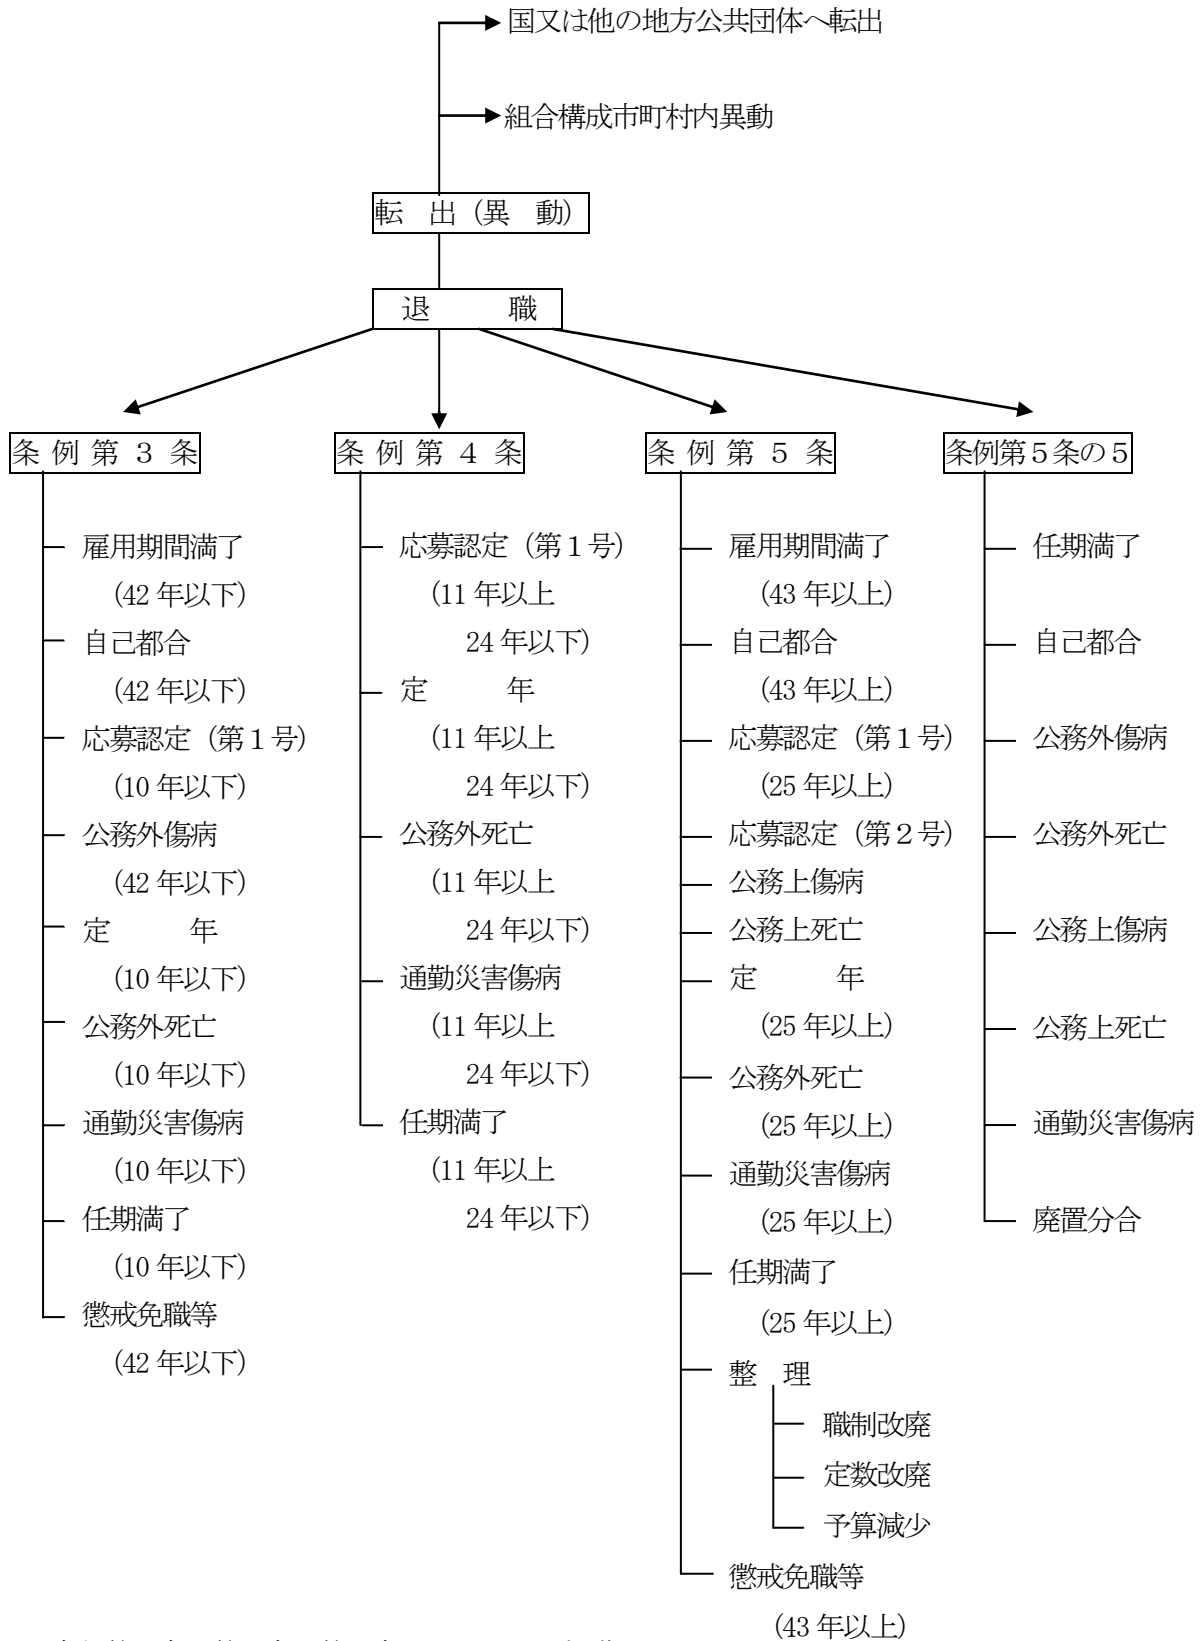 国又は他の地方公共団体へ転出
組合構成市町村内異動
転　出（異　動）
退　　　職
条 例 第 ３ 条
雇用期間満了
（42 年以下）
自己都合
（42 年以下）
応募認定（第１号）
（10 年以下）
公務外傷病
（42 年以下）
定　　　年
（10 年以下）
公務外死亡
（10 年以下）
通勤災害傷病
（10 年以下）
任期満了
（10 年以下）
懲戒免職等
（42 年以下）
条 例 第 ４ 条
応募認定（第１号）
（11 年以上
24 年以下）
定　　　年
（11 年以上
24 年以下）
公務外死亡
（11 年以上
24 年以下）
通勤災害傷病
（11 年以上
24 年以下）
任期満了
（11 年以上
24 年以下）
条 例 第 ５ 条
雇用期間満了
（43 年以上）
自己都合
（43 年以上）
応募認定（第１号）
（25 年以上）
応募認定（第２号）
公務上傷病
公務上死亡
定　　　年
（25 年以上）
公務外死亡
（25 年以上）
通勤災害傷病
（25 年以上）
任期満了
（25 年以上）
整　理
職制改廃
定数改廃
予算減少
懲戒免職等
（43 年以上）
条例第５条の５
任期満了
自己都合
公務外傷病
公務外死亡
公務上傷病
公務上死亡
通勤災害傷病
廃置分合